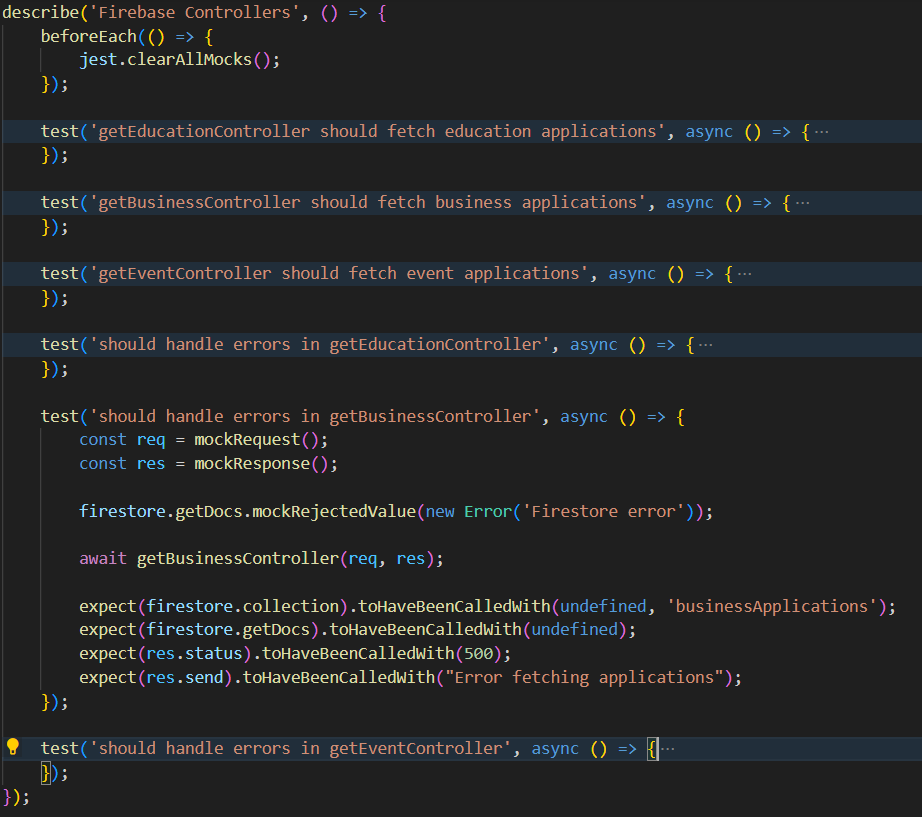 describe('Firebase Controllers', () => {
    beforeEach(() => {
        jest.clearAllMocks();
    });
    test('getEducationController should fetch education applications', async () => {···
    });
    test('getBusinessController should fetch business applications', async () => {···
    });
    test('getEventController should fetch event applications', async () => {···
    });
    test('should handle errors in getEducationController', async () => {···
    });
    test('should handle errors in getBusinessController', async () => {
        const req = mockRequest();
        const res = mockResponse();
        firestore.getDocs.mockRejectedValue(new Error('Firestore error'));
        await getBusinessController(req, res);
        expect(firestore.collection).toHaveBeenCalledWith(undefined, 'businessApplications');
        expect(firestore.getDocs).toHaveBeenCalledWith(undefined);
        expect(res.status).toHaveBeenCalledWith(500);
        expect(res.send).toHaveBeenCalledWith("Error fetching applications");
    });
    test('should handle errors in getEventController', async () => {···
    });
});